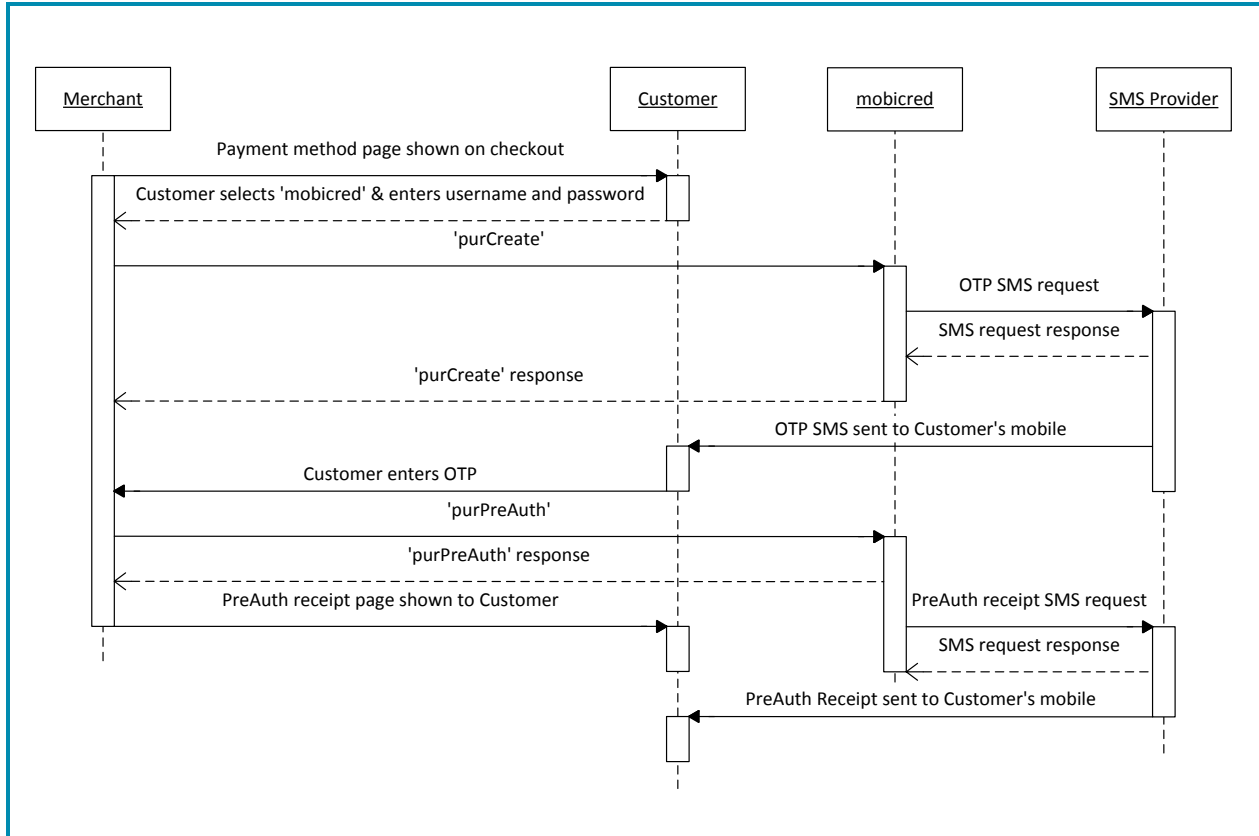 Merchant
Customer
mobicred
SMS Provider
Payment method page shown on checkout
Customer selects 'mobicred' & enters username and password
'purCreate'
OTP SMS request
SMS request response
'purCreate' response
OTP SMS sent to Customer's mobile
Customer enters OTP
'purPreAuth'
'purPreAuth' response
PreAuth receipt page shown to Customer
PreAuth receipt SMS request
SMS request response
PreAuth Receipt sent to Customer's mobile